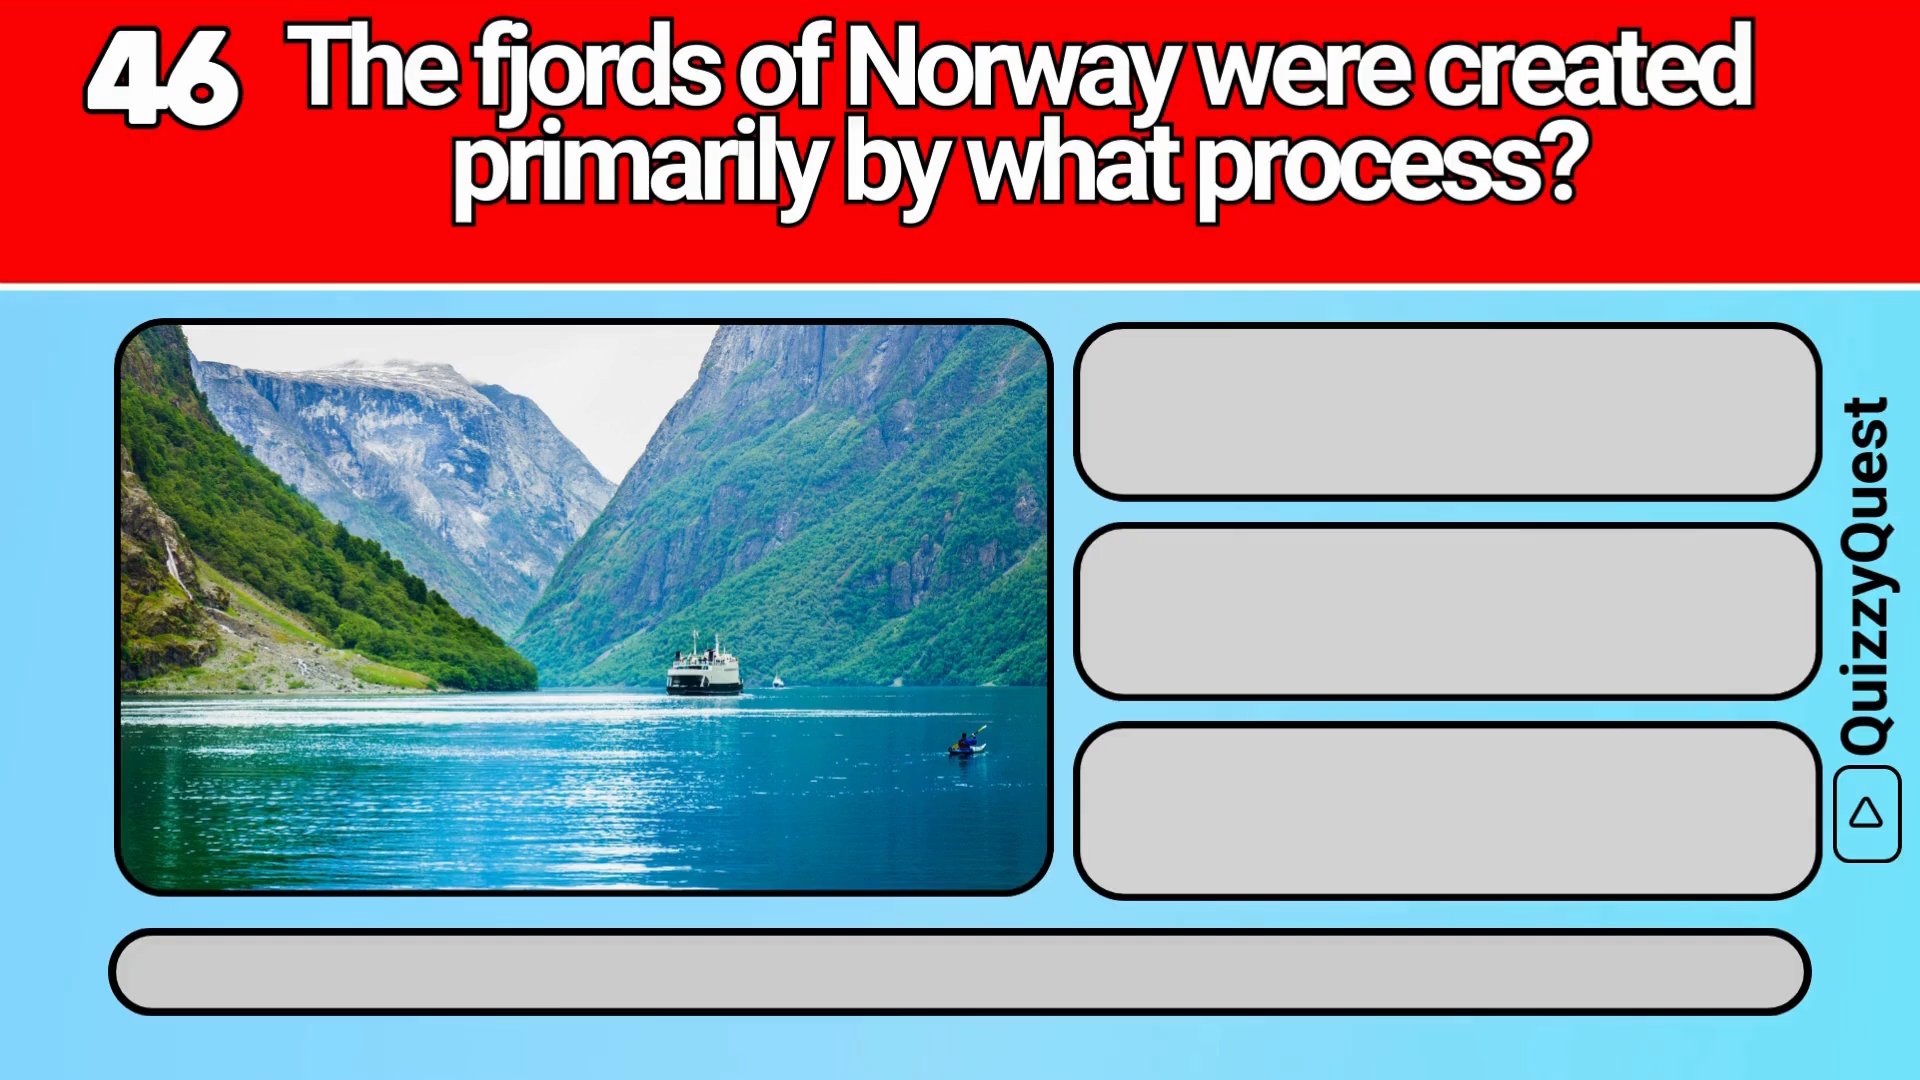 46
The fjords of Norway were created
primarily by what process?
QuizzyQuest